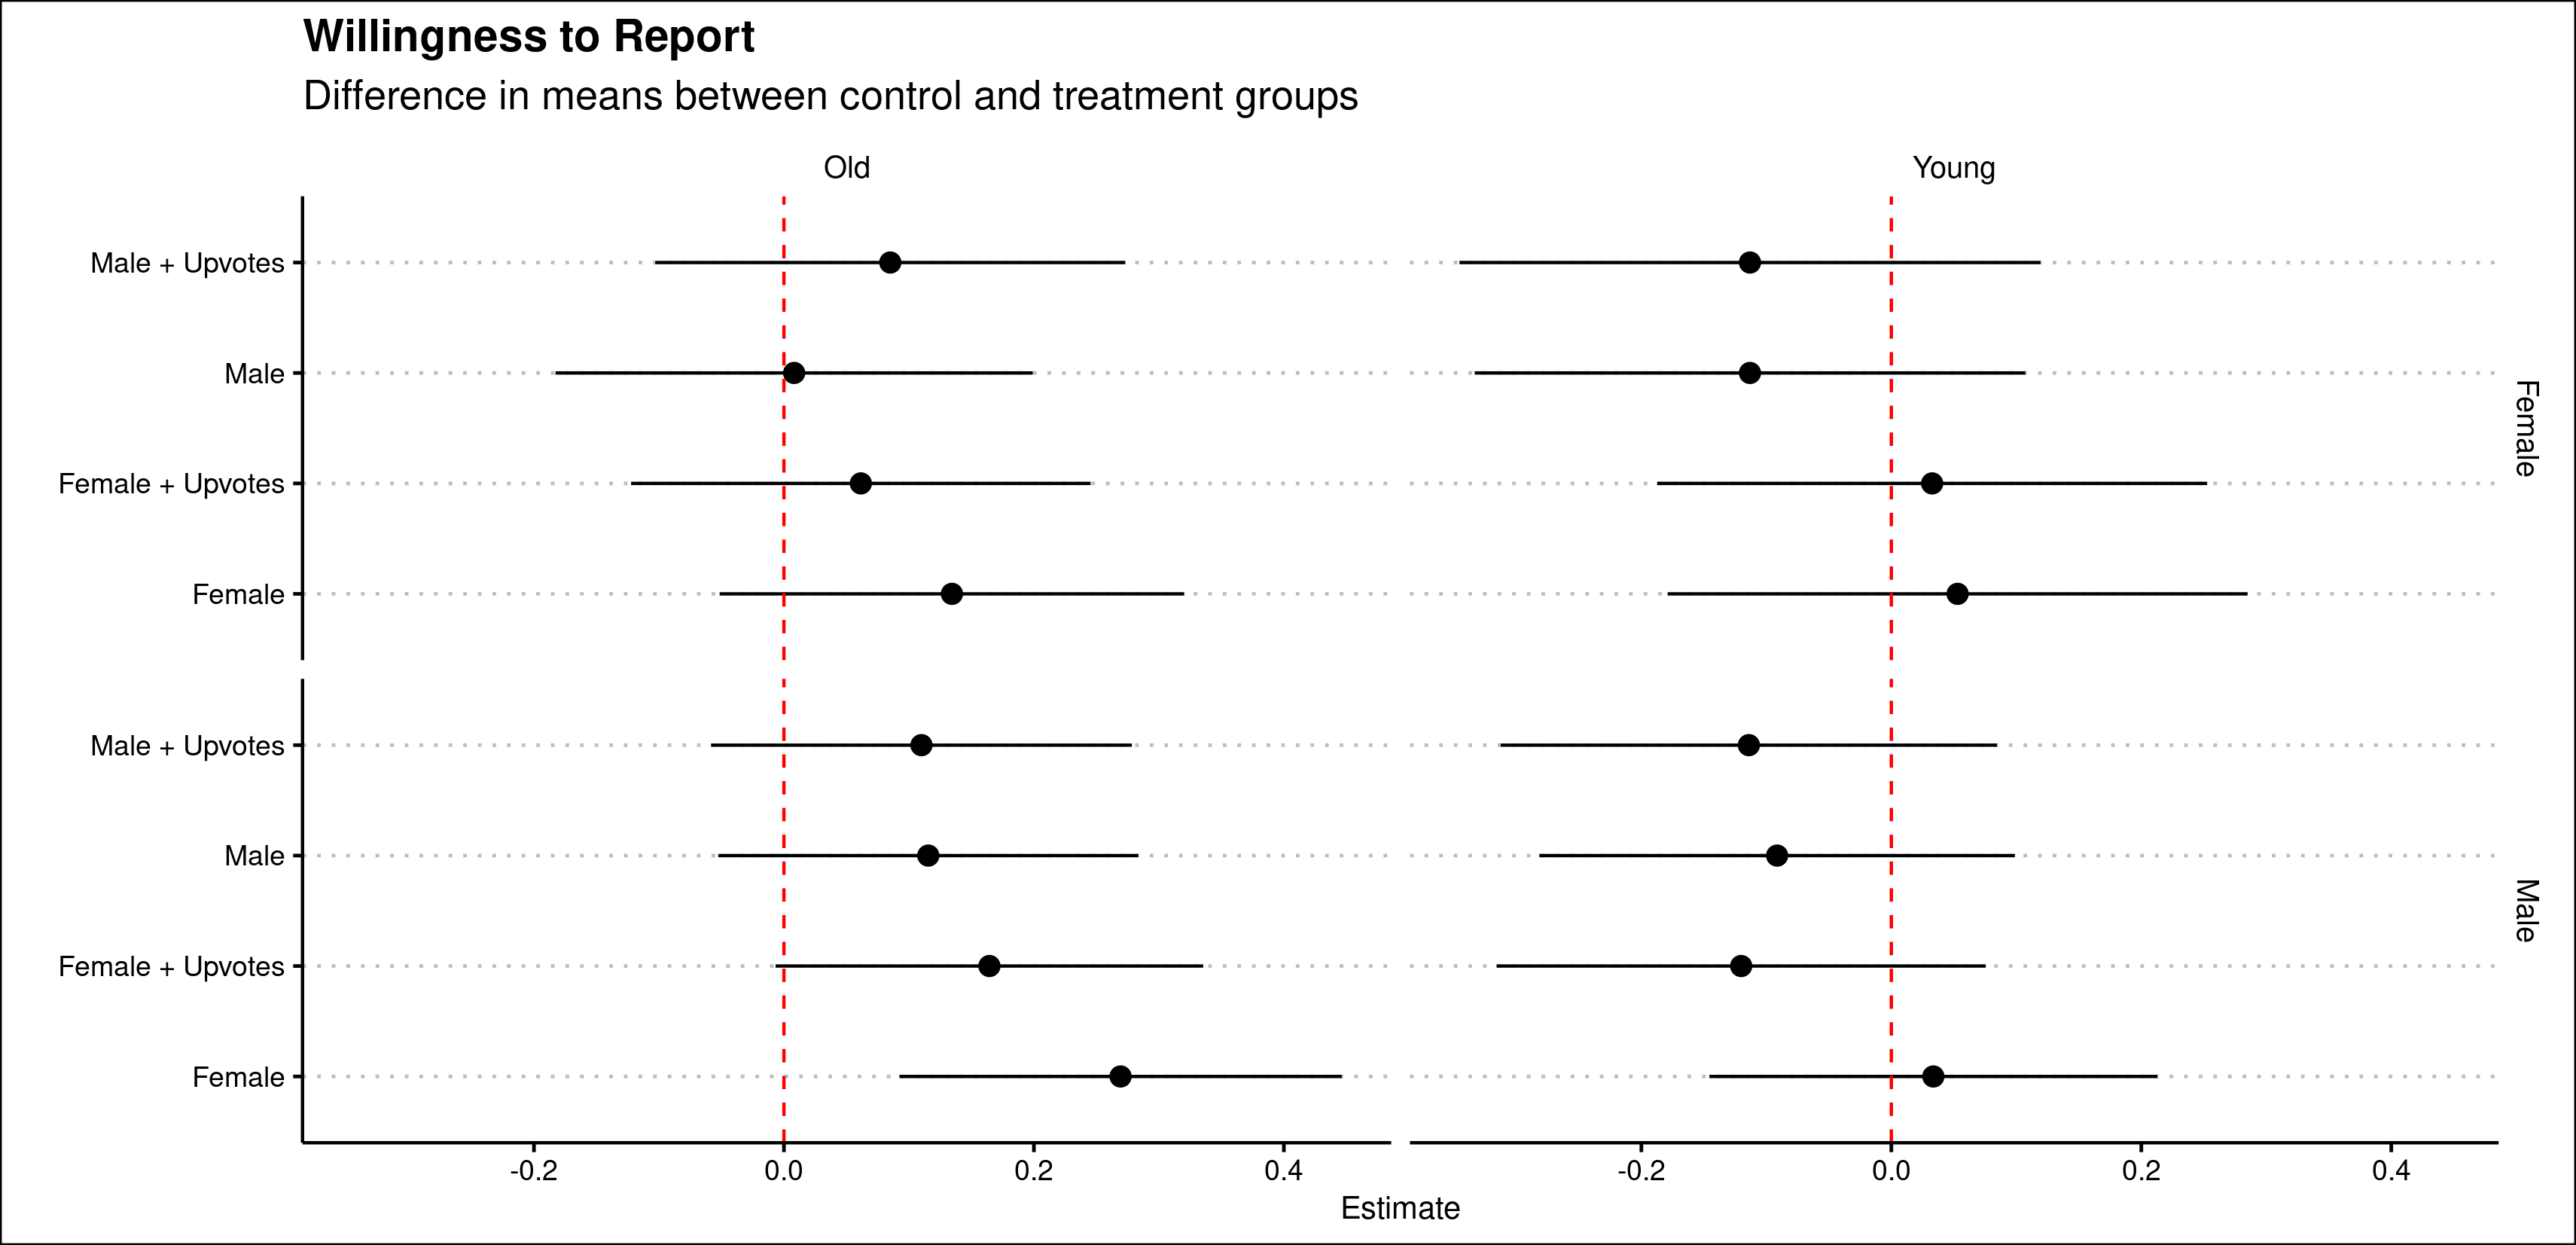 Willingness to Report
Difference in means between control and treatment groups
Old
Young
Male + Upvotes
Male
Female + Upvotes
Female
Female
Male + Upvotes
Male
Female + Upvotes
Female
Male
-0.2 0.0 0.2 0.4
-0.2 0.0 0.2 0.4
Estimate